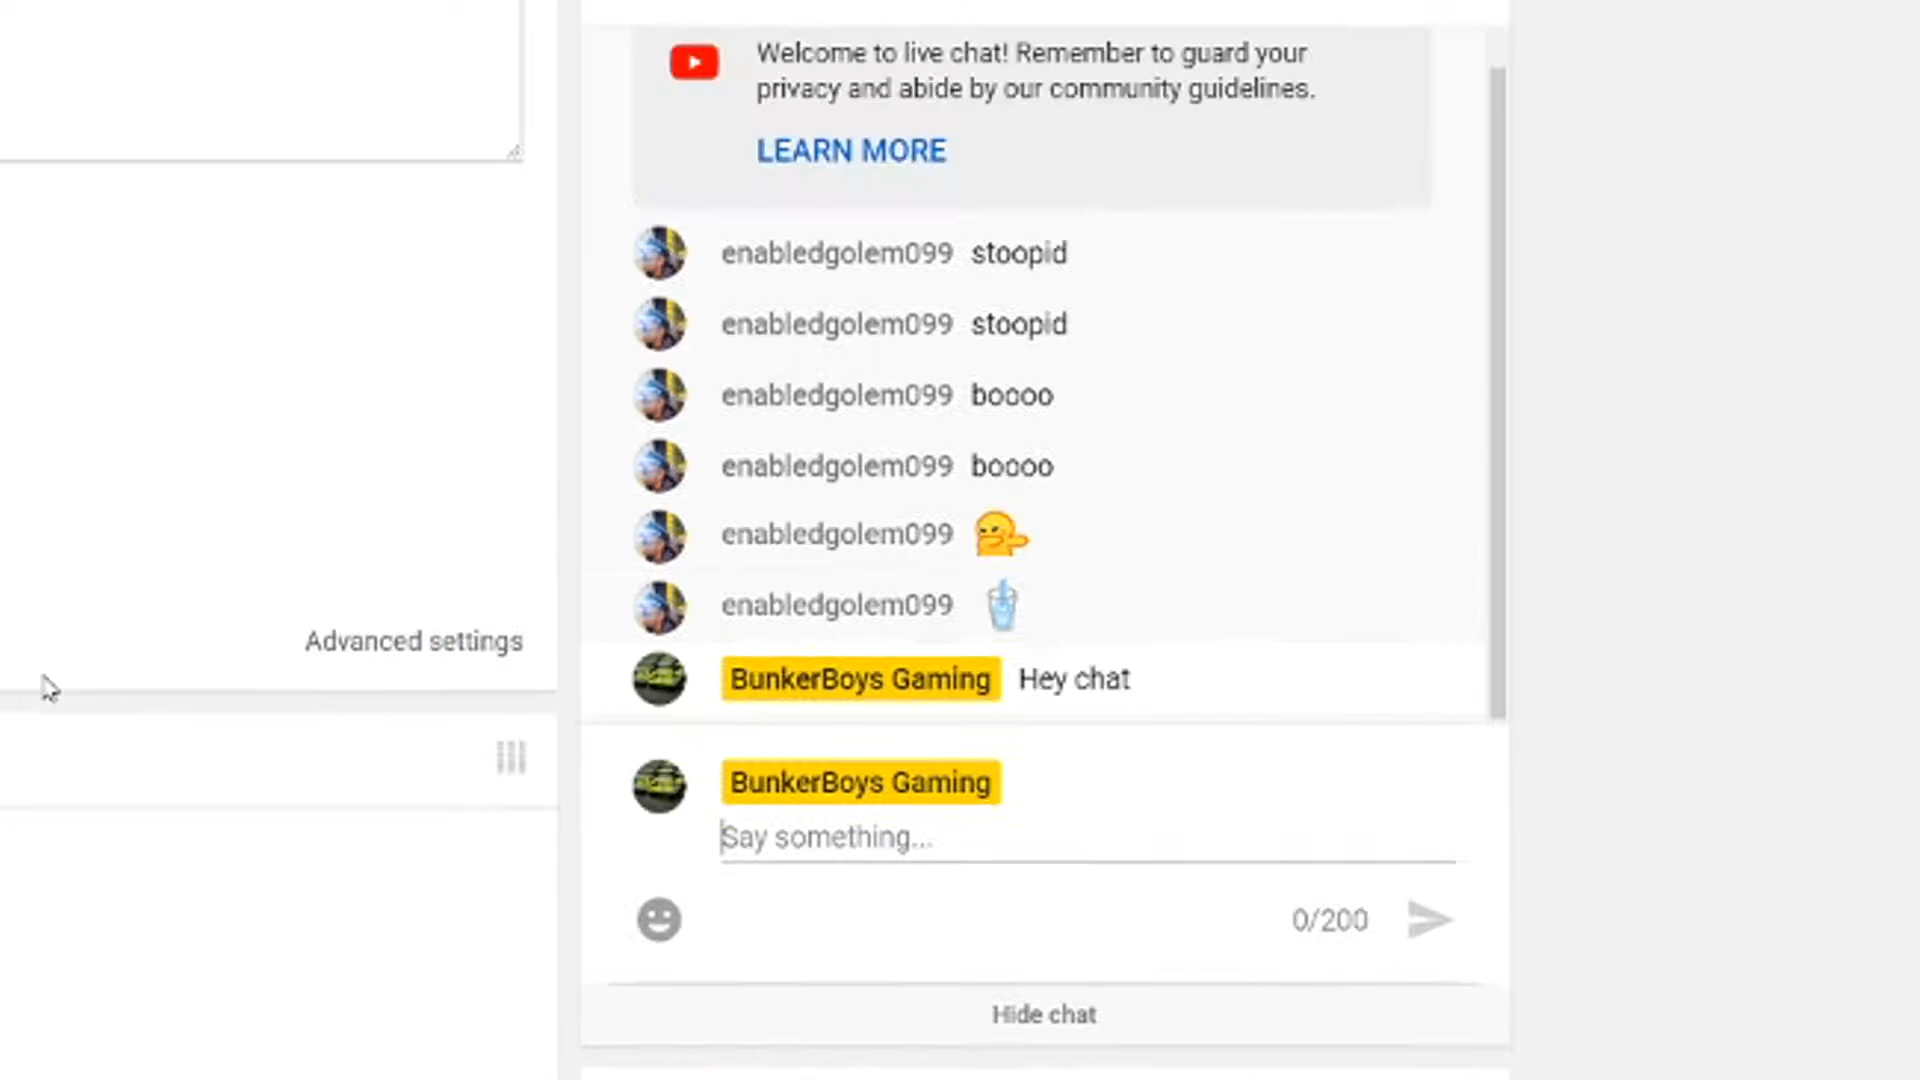 Welcome to live chat! Remember to guard your
privacy and abide by our community guidelines.
LEARN MORE
enabledgolem099 stoopid
enabledgolem099 stoopid
enabledgolem099 boooo
enabledgolem099 boooo
enabledgolem099
enabledgolem099
Advanced settings
BunkerBoys Gaming Hey chat
BunkerBoys Gaming
Say something...
0/200
Hide chat